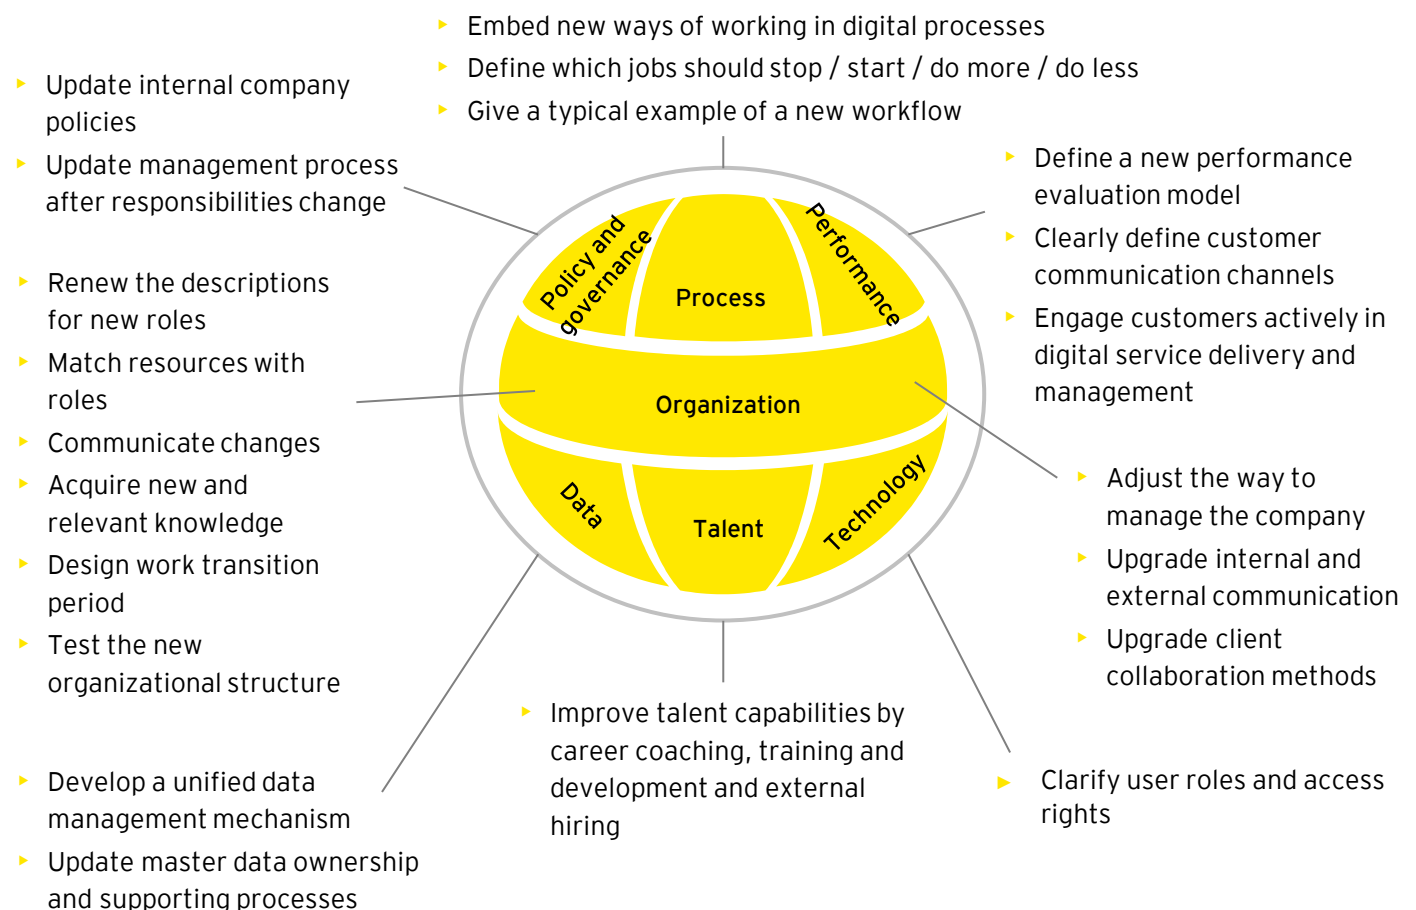 Embed new ways of working in digital processes
Define which jobs should stop / start / do more / do less
Give a typical example of a new workflow
Update internal company
policies
Update management process
after responsibilities change
Define a new performance
evaluation model
Clearly define customer
communication channels
Engage customers actively in
digital service delivery and
management
Renew the descriptions
for new roles
Match resources with
roles
Communicate changes
Acquire new and
relevant knowledge
Design work transition
period
Test the new
organizational structure
Policy and
governance
Process
Performance
Organization
Data
Talent
Technology
Adjust the way to
manage the company
Upgrade internal and
external communication
Upgrade client
collaboration methods
Develop a unified data
management mechanism
Update master data ownership
and supporting processes
Improve talent capabilities by
career coaching, training and
development and external
hiring
Clarify user roles and access
rights